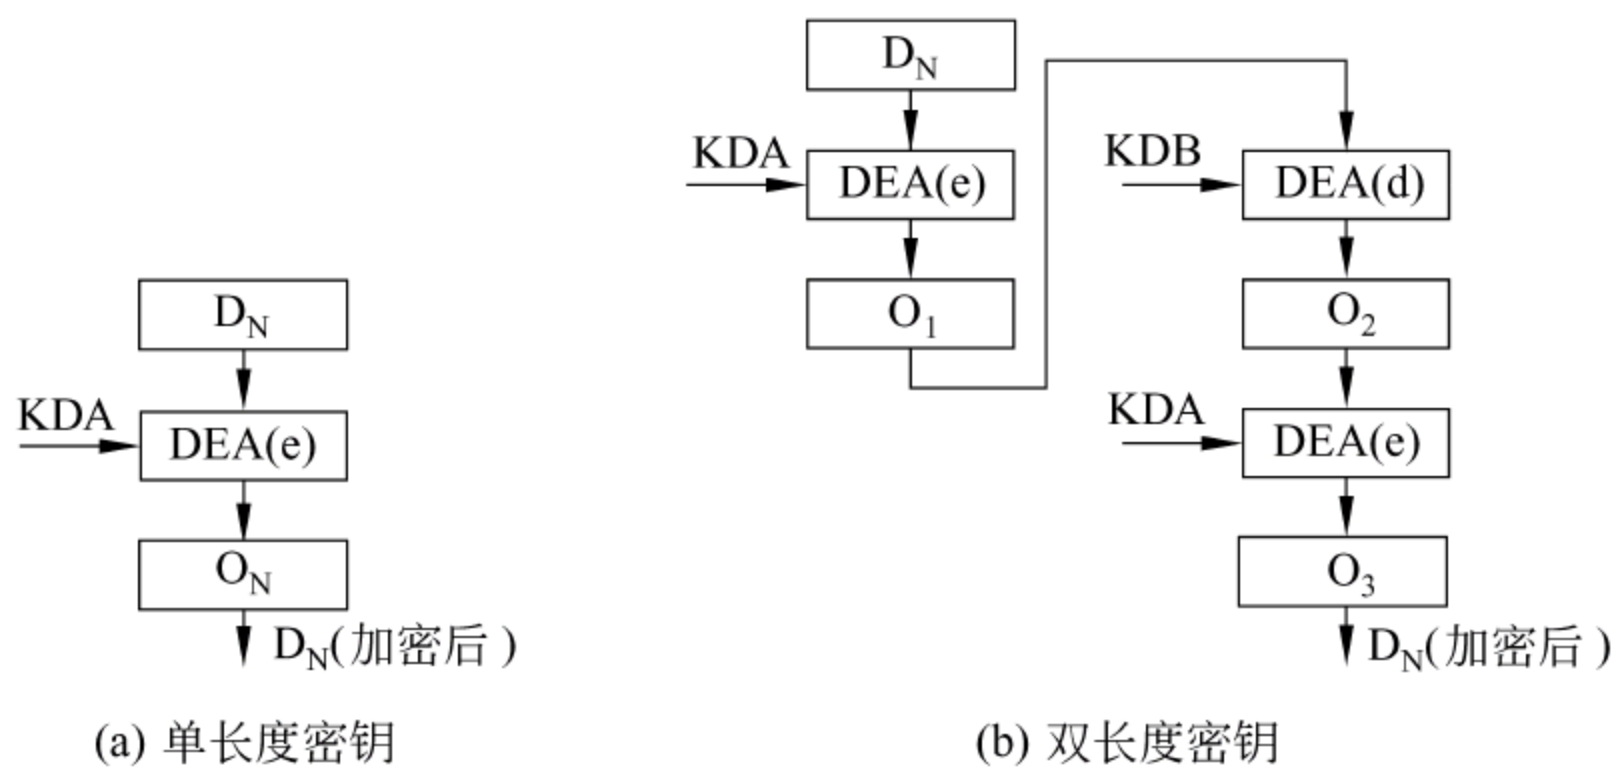 D_N
KDA
DEA(e)
O_N
D_N(加密后)
(a) 单长度密钥
D_N
KDA
DEA(e)
O_1
KDB
DEA(d)
O_2
KDA
DEA(e)
O_3
D_N(加密后)
(b) 双长度密钥